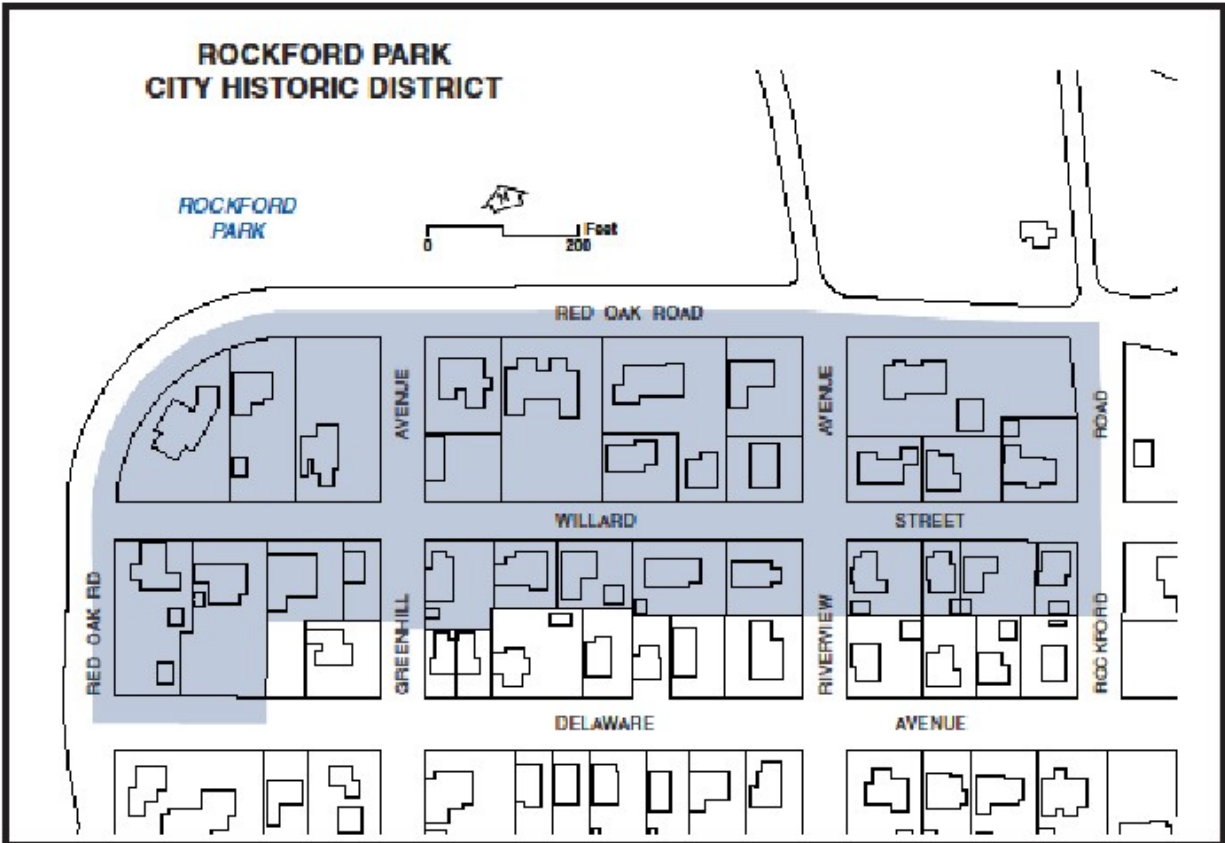 ROCKFORD PARK
CITY HISTORIC DISTRICT
ROCKFORD
PARK
Feet
0 200
RED OAK ROAD
AVENUE
AVENUE
ROAD
WILLARD STREET
RED OAK RD
GREENHILL
RIVERVIEW
ROCKFORD
DELAWARE AVENUE